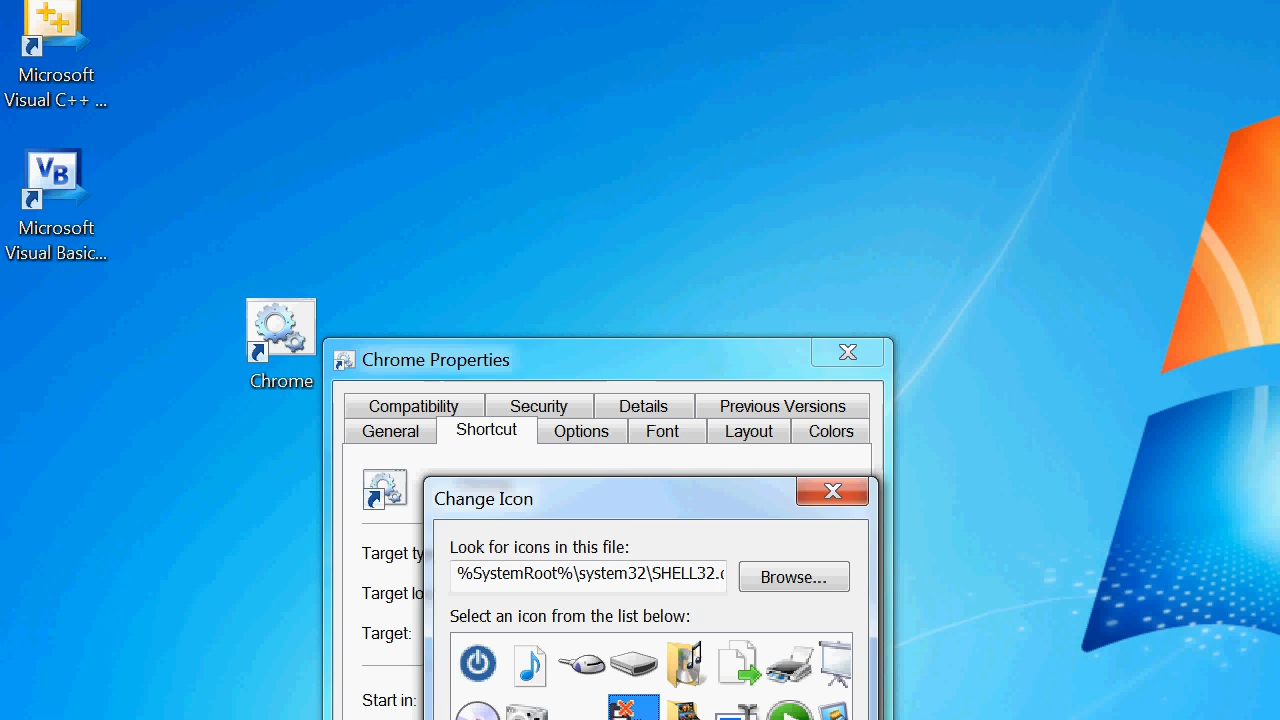 Microsoft
Visual C++ ...
VB
Microsoft
Visual Basic...
Chrome
Chrome Properties
Compatibility Security Details Previous Versions
General Shortcut Options Font Layout Colors
Change Icon
Look for icons in this file:
Target ty
%SystemRoot%\system32\SHELL32.d
Browse...
Target lo
Select an icon from the list below:
Target:
Start in: